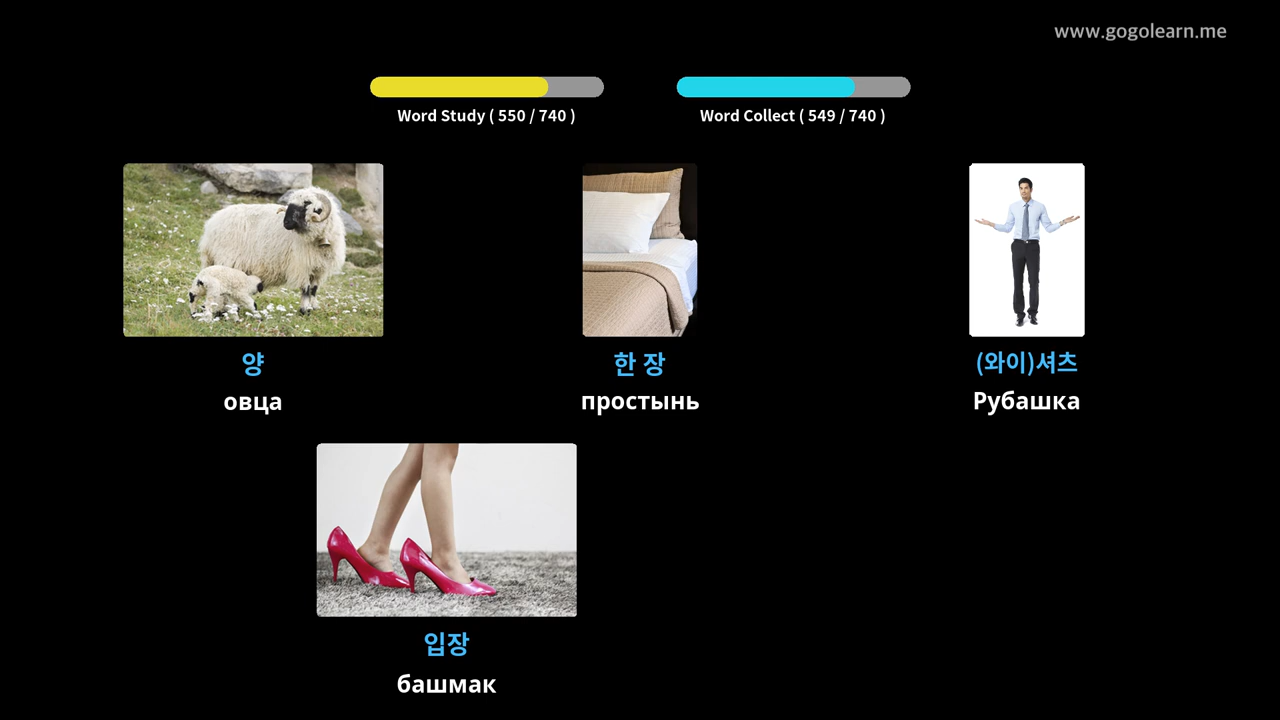 www.gogolearn.me
Word Study ( 550 / 740 )
Word Collect ( 549 / 740 )
양
овца
한 장
простынь
(와이)셔츠
Рубашка
입장
башмак